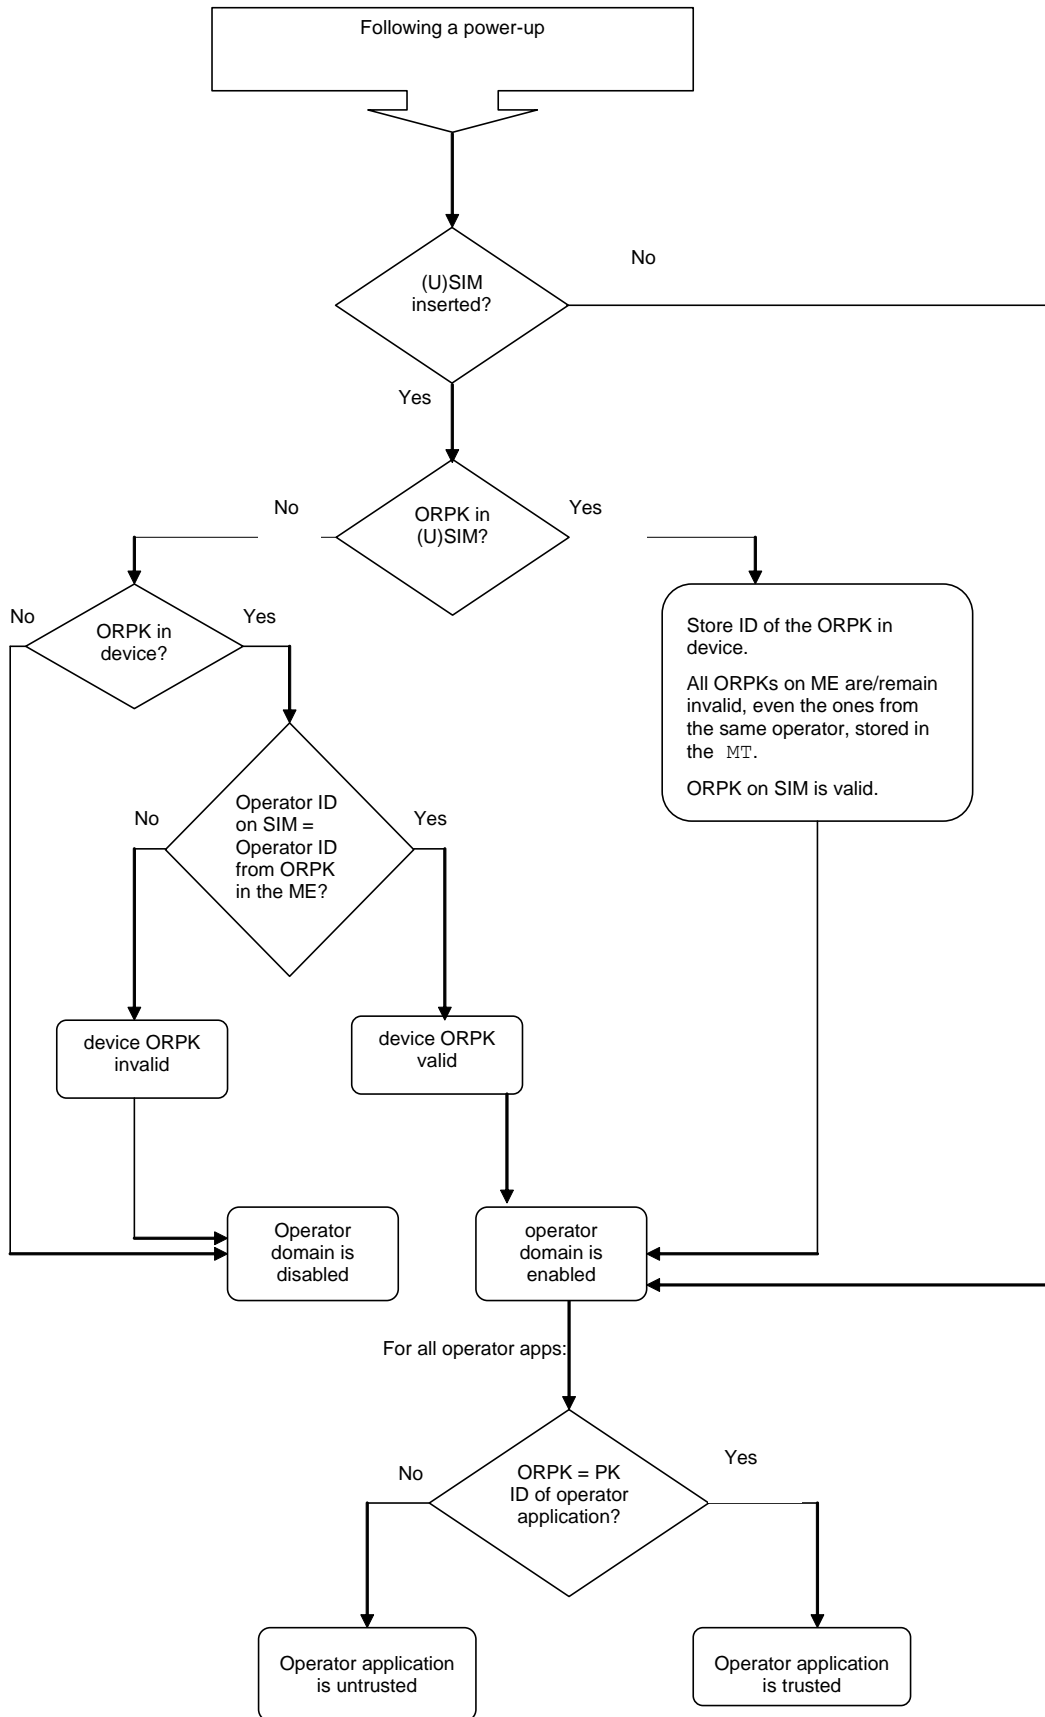 Following a power-up
No
(U)SIM
inserted?
Yes
No
Yes
ORPK in
(U)SIM?
No
Yes
ORPK in
device?
Store ID of the ORPK in
device.
All ORPKs on ME are/remain
invalid, even the ones from
the same operator, stored in
the MT.
ORPK on SIM is valid.
No
Yes
Operator ID
on SIM =
Operator ID
from ORPK
in the ME?
device ORPK
invalid
device ORPK
valid
Operator
domain is
disabled
operator
domain is
enabled
For all operator apps:
No
Yes
ORPK = PK
ID of operator
application?
Operator application
is untrusted
Operator application
is trusted